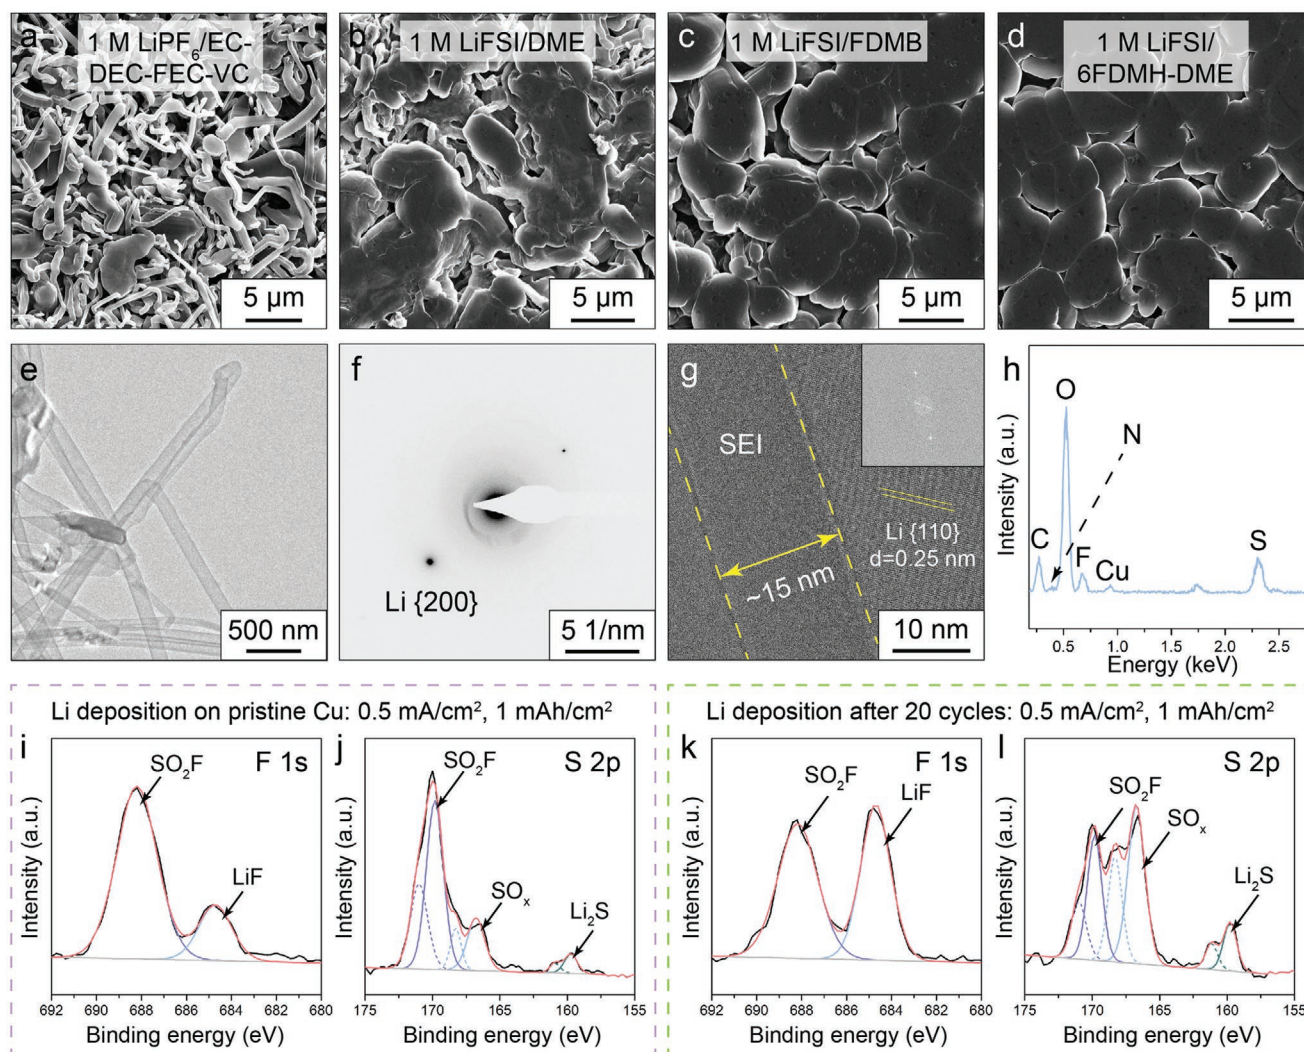 a
1 M LiPF6/EC-
DEC-FEC-VC
5 µm
b
1 M LiFSI/DME
5 µm
c
1 M LiFSI/FDMB
5 µm
d
1 M LiFSI/
6FDMH-DME
5 µm
e
500 nm
f
Li {200}
5 1/nm
g
SEI
Li {110}
d=0.25 nm
~15 nm
10 nm
h
Intensity (a.u.)
O
N
C
F
Cu
S
0.5 1.0 1.5 2.0 2.5
Energy (keV)
Li deposition on pristine Cu: 0.5 mA/cm², 1 mAh/cm²
i
F 1s
SO2F
LiF
Intensity (a.u.)
692 690 688 686 684 682 680
Binding energy (eV)
j
S 2p
SO2F
SOx
Li2S
Intensity (a.u.)
175 170 165 160 155
Binding energy (eV)
Li deposition after 20 cycles: 0.5 mA/cm², 1 mAh/cm²
k
F 1s
SO2F
LiF
Intensity (a.u.)
692 690 688 686 684 682 680
Binding energy (eV)
l
S 2p
SO2F
SOx
Li2S
Intensity (a.u.)
175 170 165 160 155
Binding energy (eV)